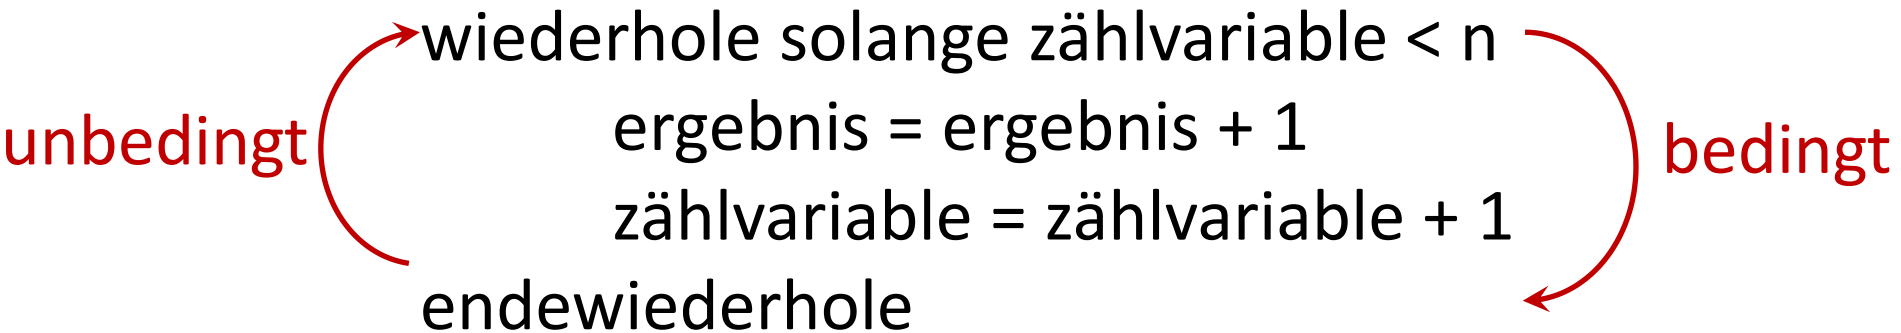 wiederhole solange zählvariable < n
unbedingt
ergebnis = ergebnis + 1
bedingt
zählvariable = zählvariable + 1
endewiederhole